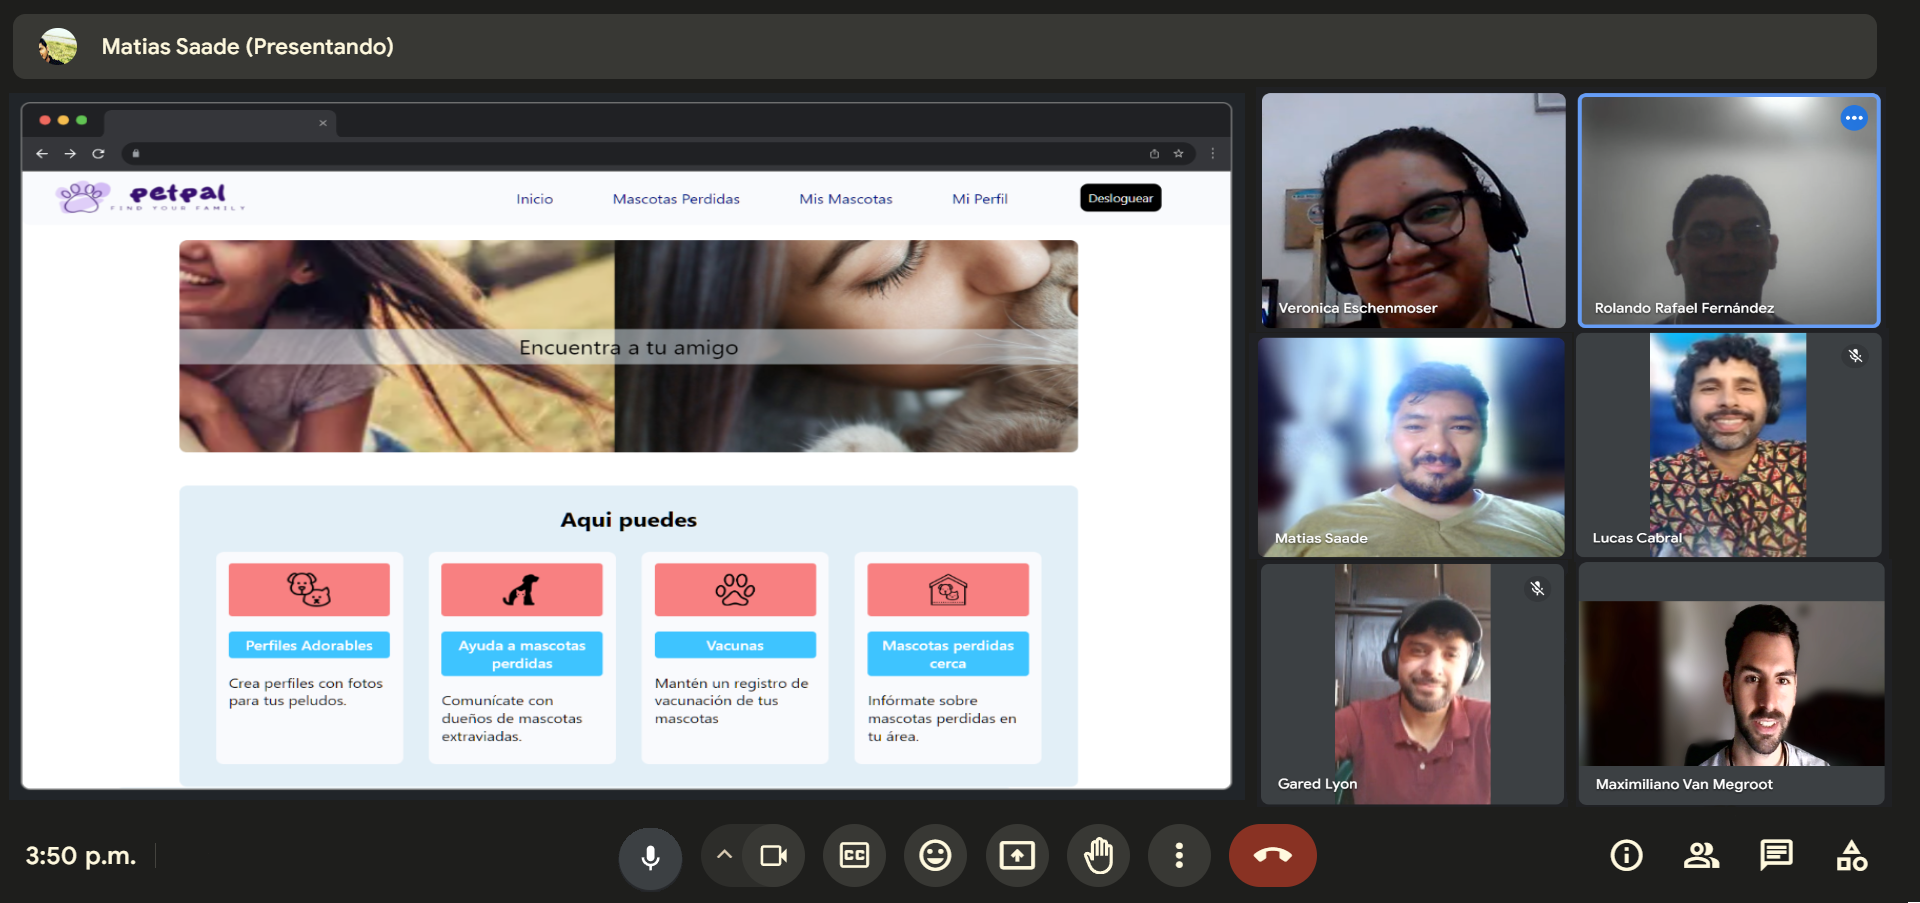 Matias Saade (Presentando)
petpal
FIND YOUR FAMILY
Inicio
Mascotas Perdidas
Mis Mascotas
Mi Perfil
Desloguear
Encuentra a tu amigo
Aqui puedes
Perfiles Adorables
Crea perfiles con fotos
para tus peludos.
Ayuda a mascotas
perdidas
Comunícate con
dueños de mascotas
extraviadas.
Vacunas
Mantén un registro de
vacunación de tus
mascotas
Mascotas perdidas
cerca
Infórmate sobre
mascotas perdidas en
tu área.
Veronica Eschenmoser
Rolando Rafael Fernández
Matias Saade
Lucas Cabral
Gared Lyon
Maximiliano Van Megroot
3:50 p.m.
CC